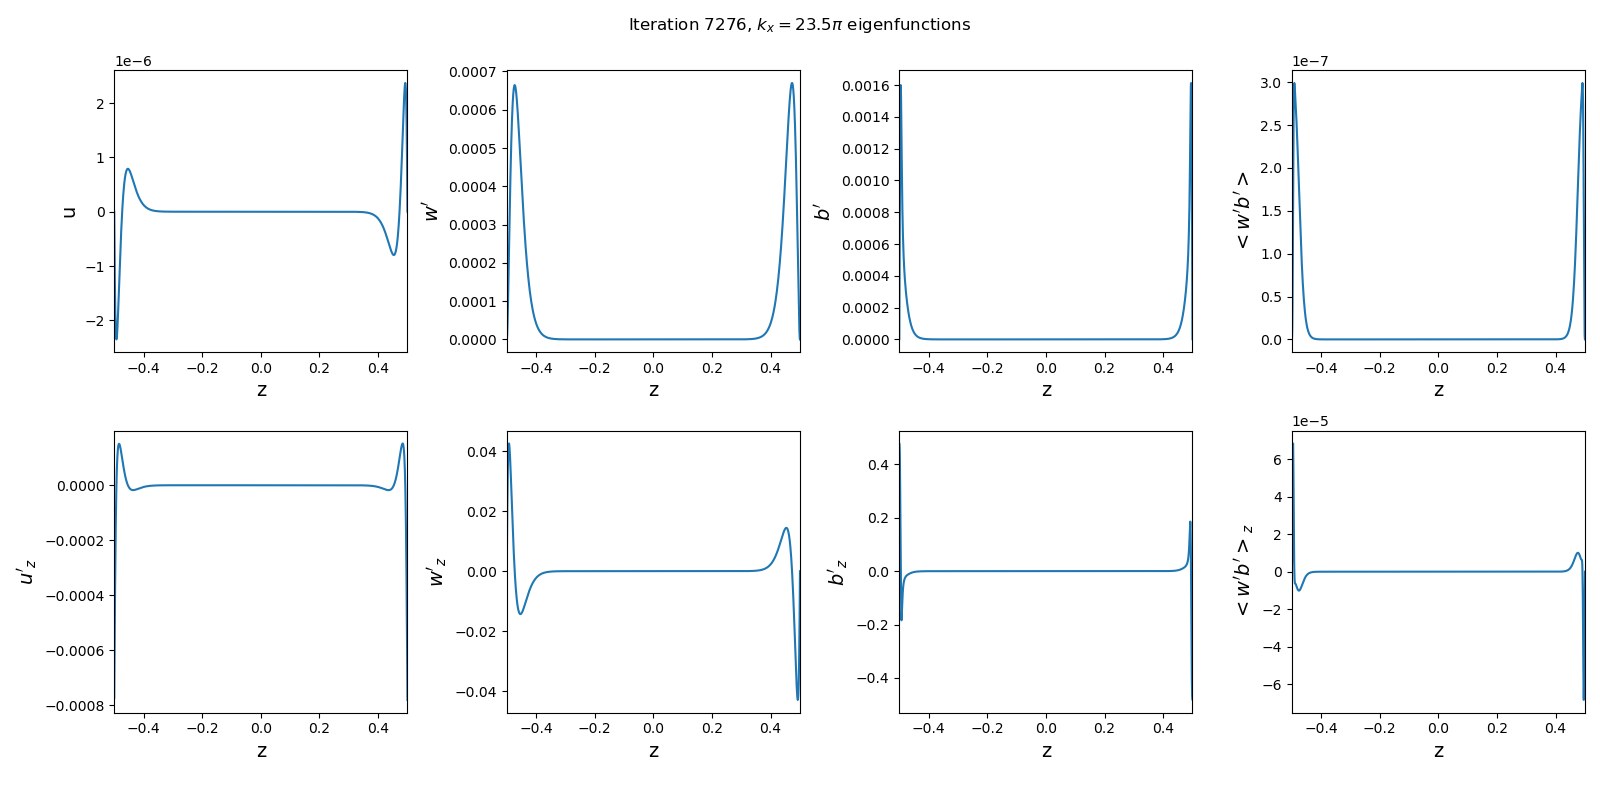 Iteration 7276, k_x = 23.5π eigenfunctions
1e−6
2
1
0
−1
−2
u
−0.4 −0.2 0.0 0.2 0.4
z
0.0007
0.0006
0.0005
0.0004
0.0003
0.0002
0.0001
0.0000
w′
−0.4 −0.2 0.0 0.2 0.4
z
0.0016
0.0014
0.0012
0.0010
0.0008
0.0006
0.0004
0.0002
0.0000
b′
−0.4 −0.2 0.0 0.2 0.4
z
1e−7
3.0
2.5
2.0
1.5
1.0
0.5
0.0
< w′b′ >
−0.4 −0.2 0.0 0.2 0.4
z
0.0000
−0.0002
−0.0004
−0.0006
−0.0008
u′_z
−0.4 −0.2 0.0 0.2 0.4
z
0.04
0.02
0.00
−0.02
−0.04
w′_z
−0.4 −0.2 0.0 0.2 0.4
z
0.4
0.2
0.0
−0.2
−0.4
b′_z
−0.4 −0.2 0.0 0.2 0.4
z
1e−5
6
4
2
0
−2
−4
−6
< w′b′ >_z
−0.4 −0.2 0.0 0.2 0.4
z